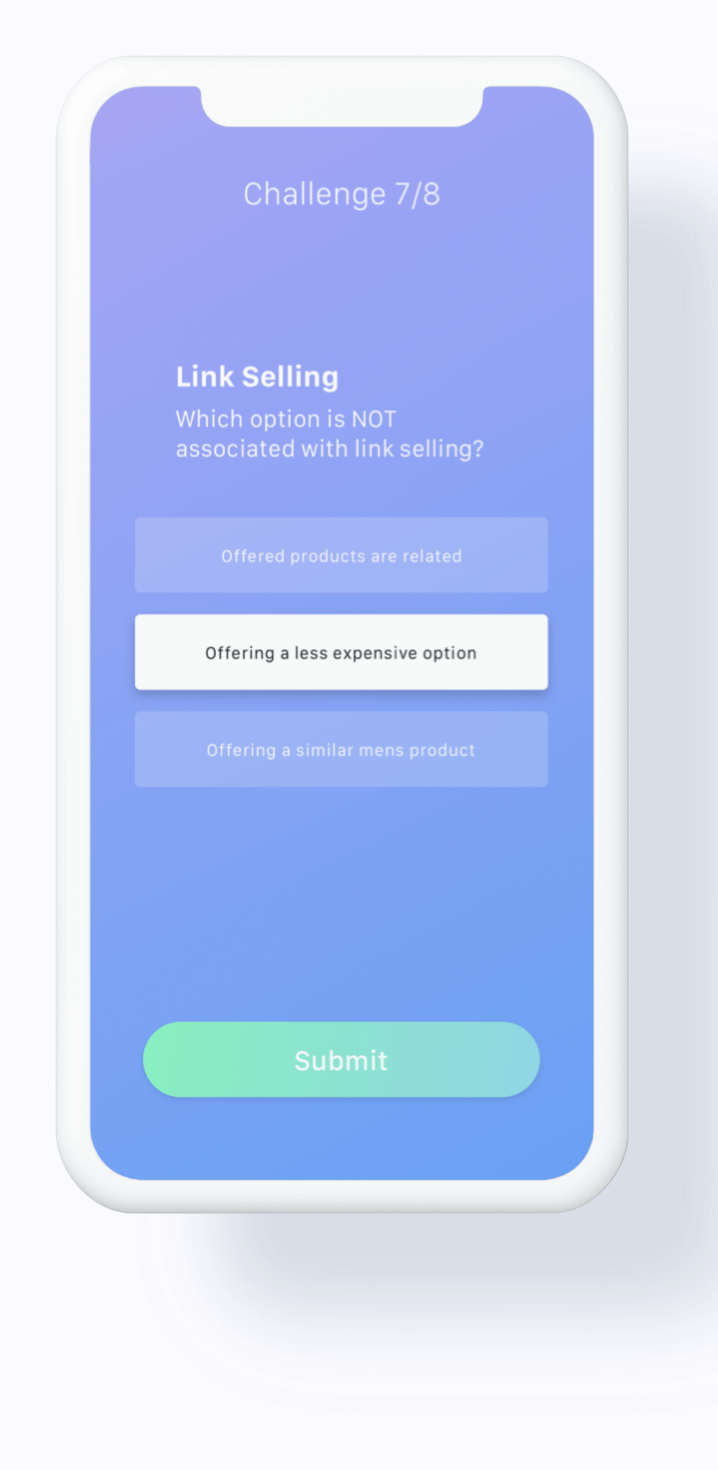 Challenge 7/8
Link Selling
Which option is NOT
associated with link selling?
Offered products are related
Offering a less expensive option
Offering a similar mens product
Submit